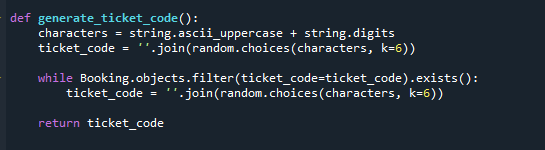 def generate_ticket_code():
    characters = string.ascii_uppercase + string.digits
    ticket_code = ''.join(random.choices(characters, k=6))

    while Booking.objects.filter(ticket_code=ticket_code).exists():
        ticket_code = ''.join(random.choices(characters, k=6))

    return ticket_code